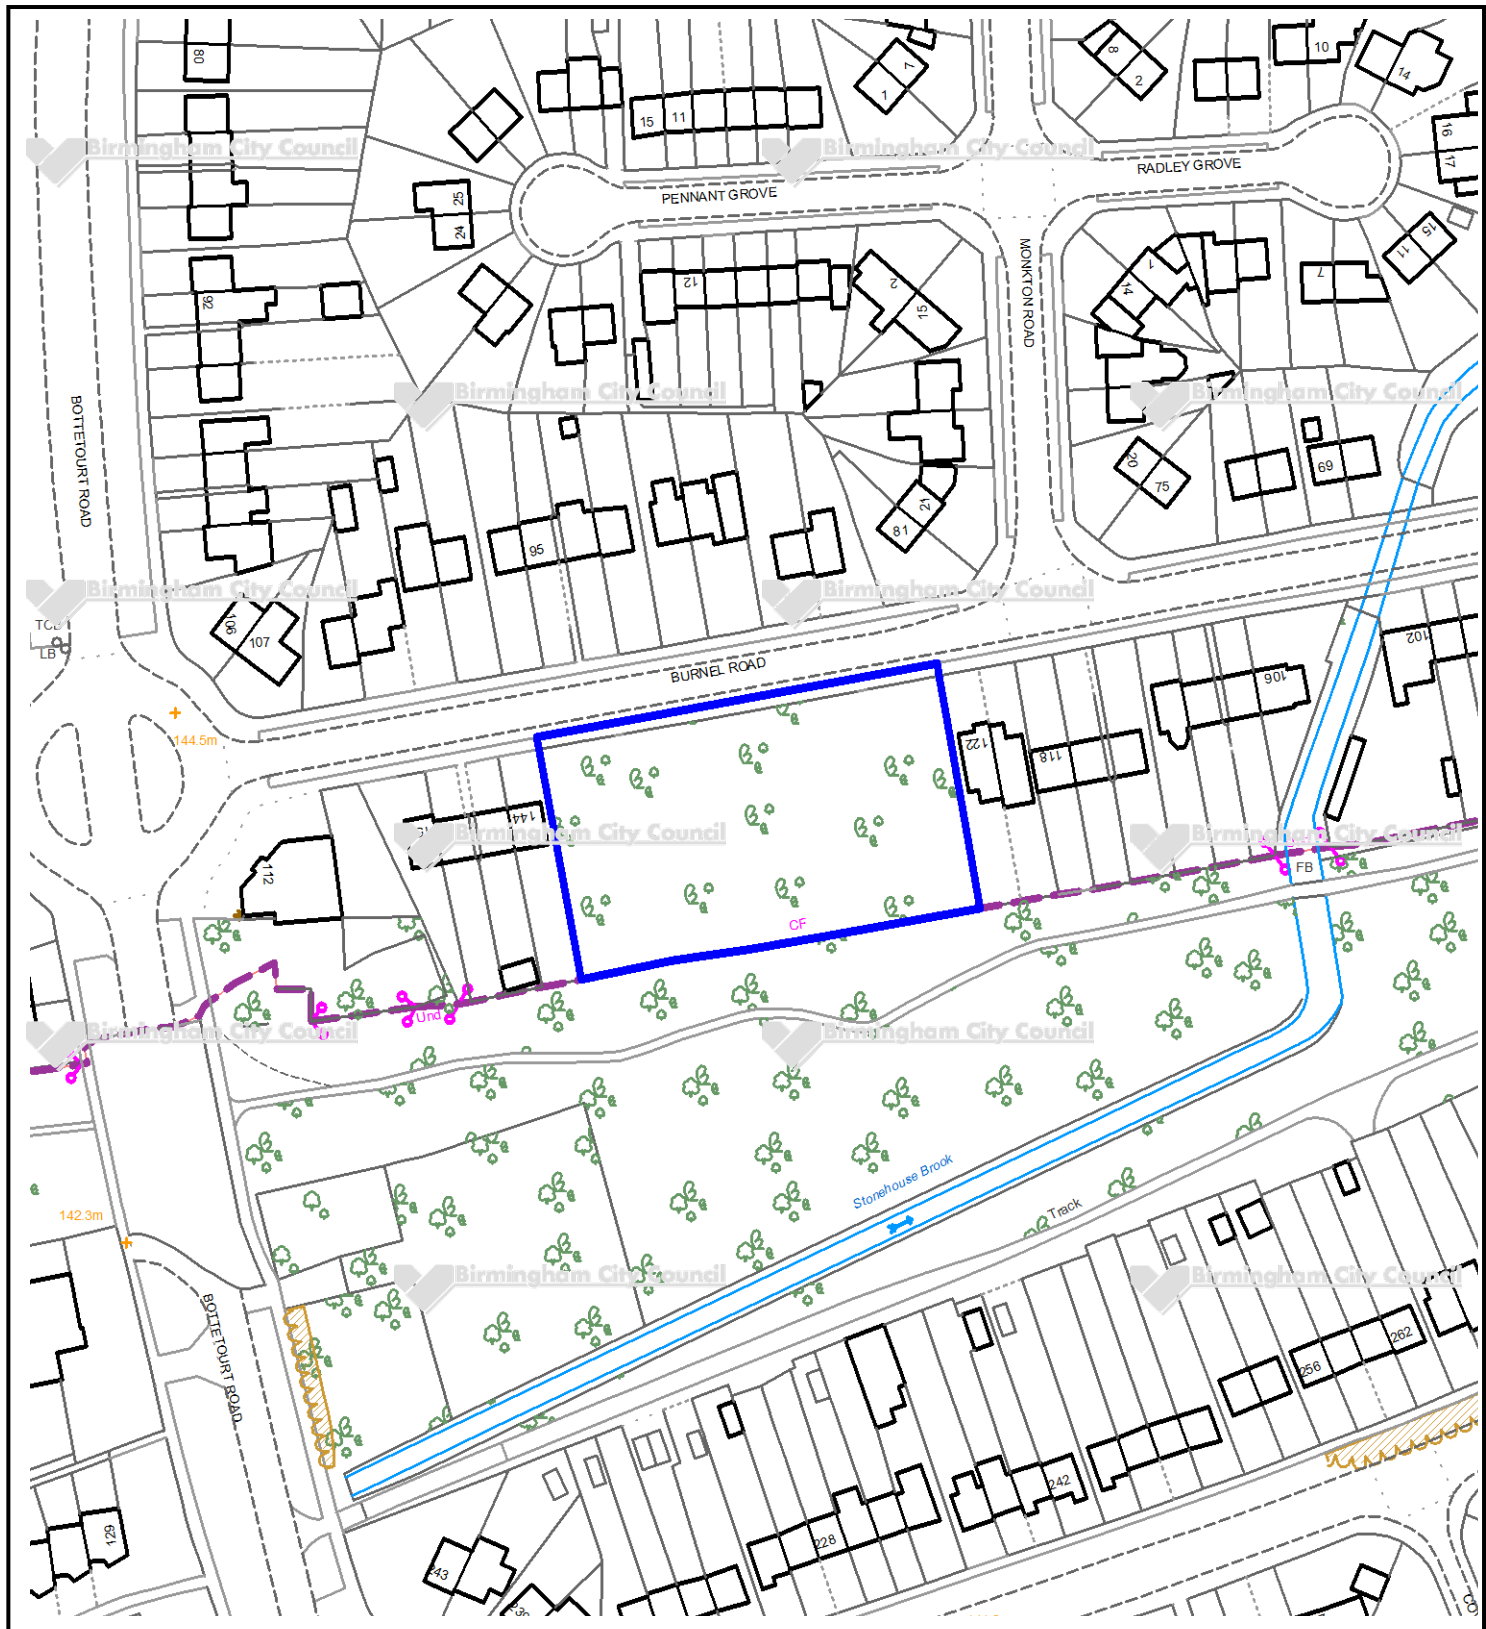 80
10
14
8
2
7
1
15
11
16
17
Birmingham City Council
Birmingham City Council
RADLEY GROVE
PENNANT GROVE
25
24
15
11
MONKTON ROAD
1
7
14
2
12
15
92
BOTTETOURT ROAD
Birmingham City Council
Birmingham City Council
20
75
69
21
81
95
Birmingham City Council
Birmingham City Council
106
107
LB
102
BURNEL ROAD
106
144.5m
122
118
144
Birmingham City Council
Birmingham City Council
FB
112
CF
Und
Birmingham City Council
Birmingham City Council
Stonehouse Brook
Track
142.3m
Birmingham City Council
Birmingham City Council
BOTTETOURT ROAD
262
256
242
228
129
243